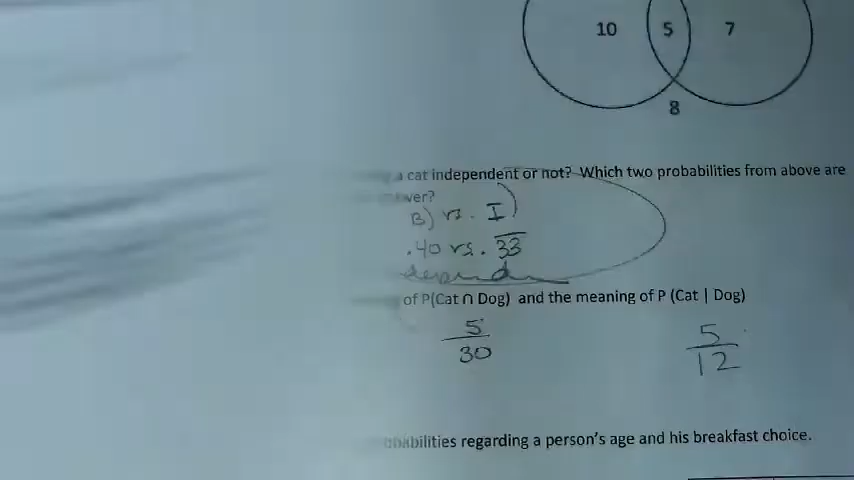 10 5 7
8
a cat independent or not? Which two probabilities from above are
B) vs. I)
.40 vs. 33
of P(Cat ∩ Dog) and the meaning of P (Cat | Dog)
5/30 5/12
probabilities regarding a person's age and his breakfast choice.